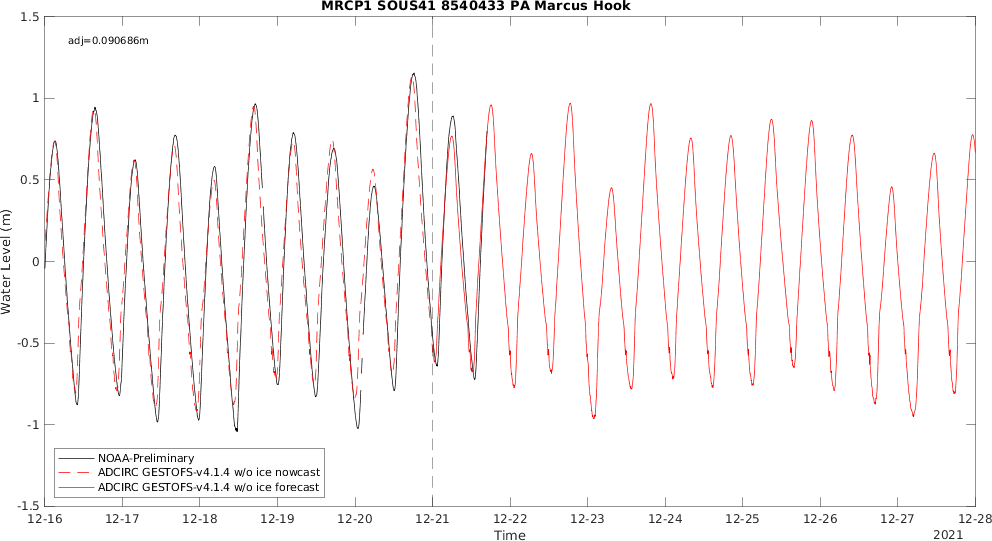 MRCP1 SOUS41 8540433 PA Marcus Hook
adj=0.090686m
Water Level (m)
1.5
1
0.5
0
-0.5
-1
-1.5
NOAA-Preliminary
ADCIRC GESTOFS-v4.1.4 w/o ice nowcast
ADCIRC GESTOFS-v4.1.4 w/o ice forecast
12-16 12-17 12-18 12-19 12-20 12-21 12-22 12-23 12-24 12-25 12-26 12-27 12-28
Time
2021